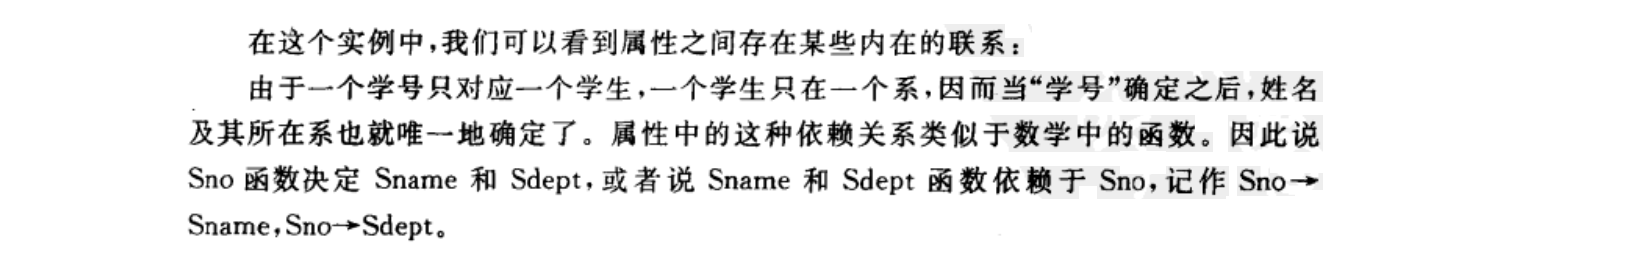 在这个实例中,我们可以看到属性之间存在某些内在的联系:
由于一个学号只对应一个学生,一个学生只在一个系,因而当“学号”确定之后,姓名
及其所在系也就唯一地确定了。属性中的这种依赖关系类似于数学中的函数。因此说
Sno 函数决定 Sname 和 Sdept,或者说 Sname 和 Sdept 函数依赖于 Sno,记作 Sno→
Sname,Sno→Sdept。